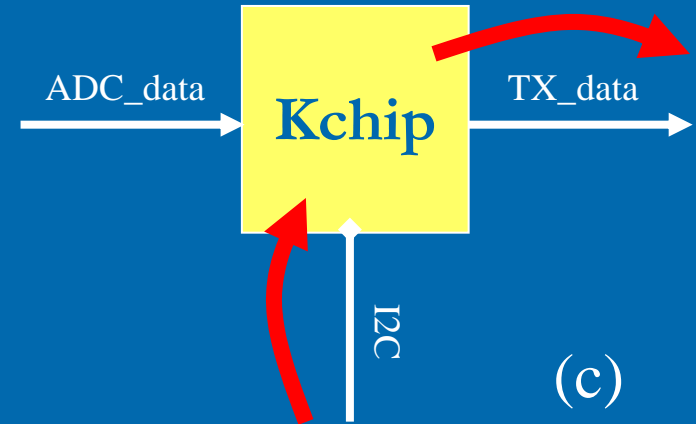 ADC_data
Kchip
TX_data
I2C
(c)